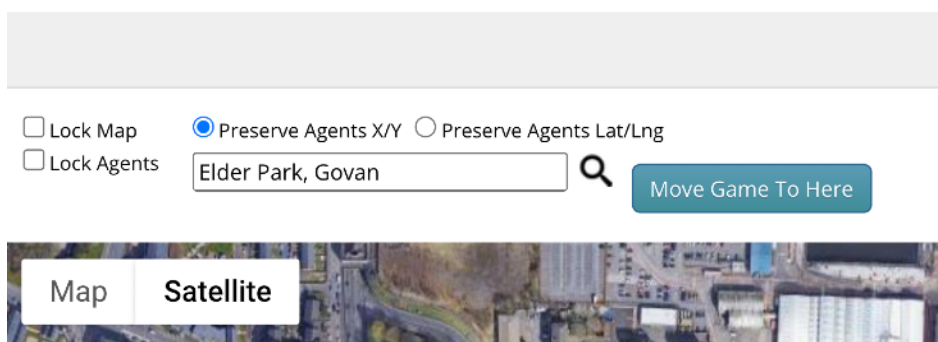 Lock Map Preserve Agents X/Y Preserve Agents Lat/Lng
Lock Agents
Elder Park, Govan
Move Game To Here
Map Satellite